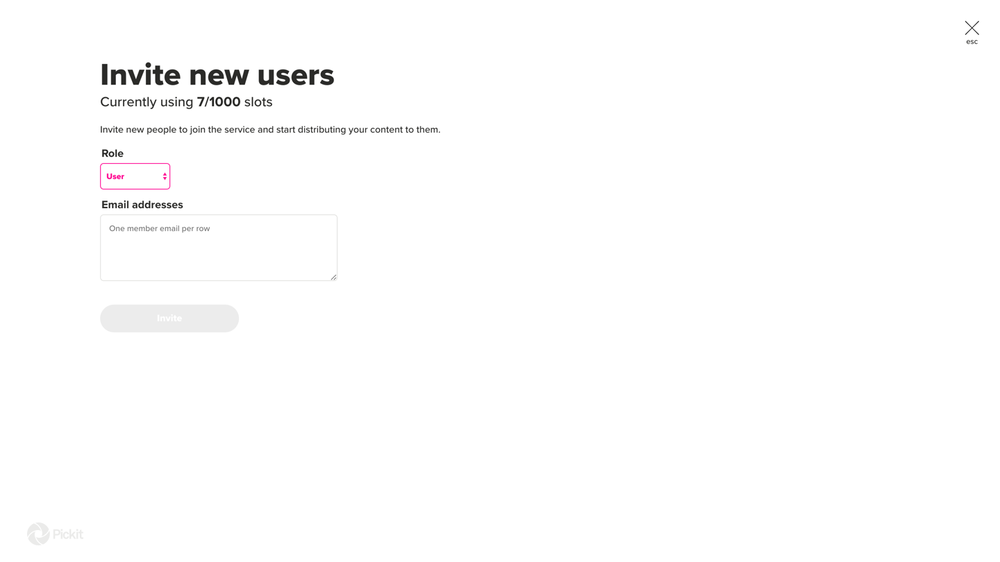 esc
Invite new users
Currently using 7/1000 slots
Invite new people to join the service and start distributing your content to them.
Role
User
Email addresses
One member email per row
Invite
Pickit